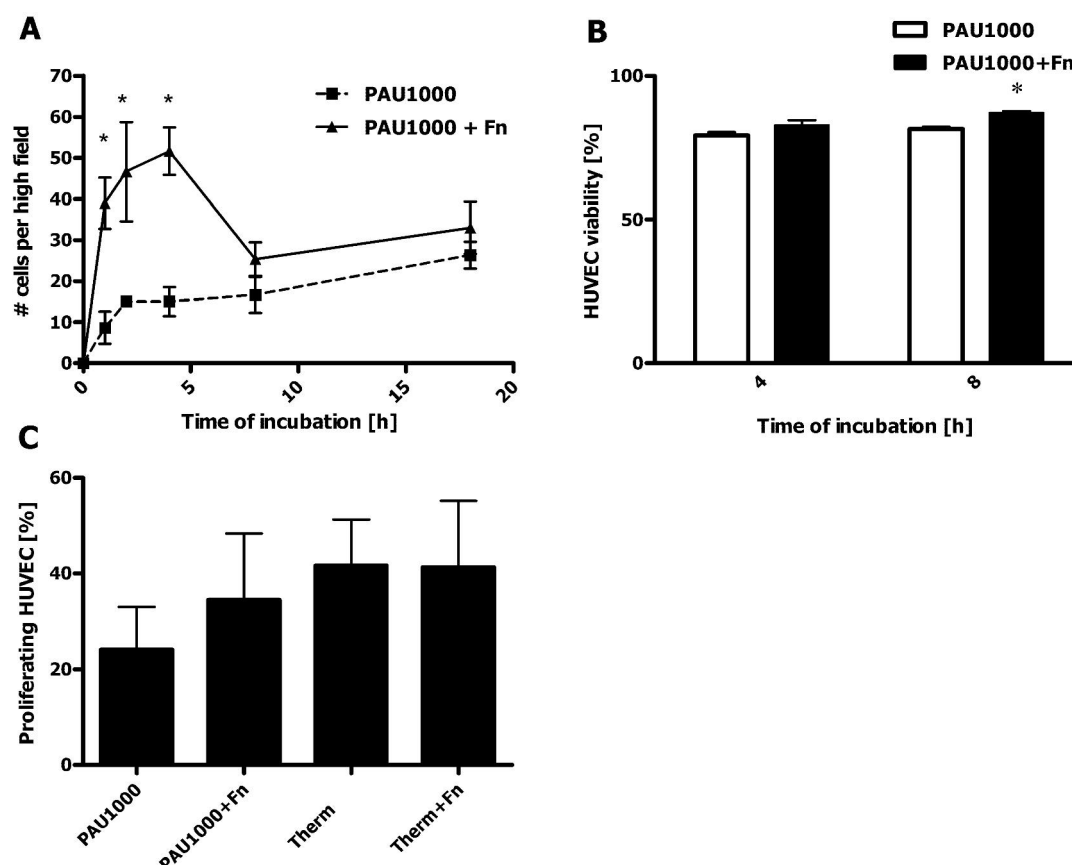 A
70
60
50
40
30
20
10
0
# cells per high field
* * *
PAU1000
PAU1000 + Fn
0 5 10 15 20
Time of incubation [h]
B
PAU1000
PAU1000+Fn
100
50
0
HUVEC viability [%]
*
4 8
Time of incubation [h]
C
60
40
20
0
Proliferating HUVEC [%]
PAU1000 PAU1000+Fn Therm Therm+Fn